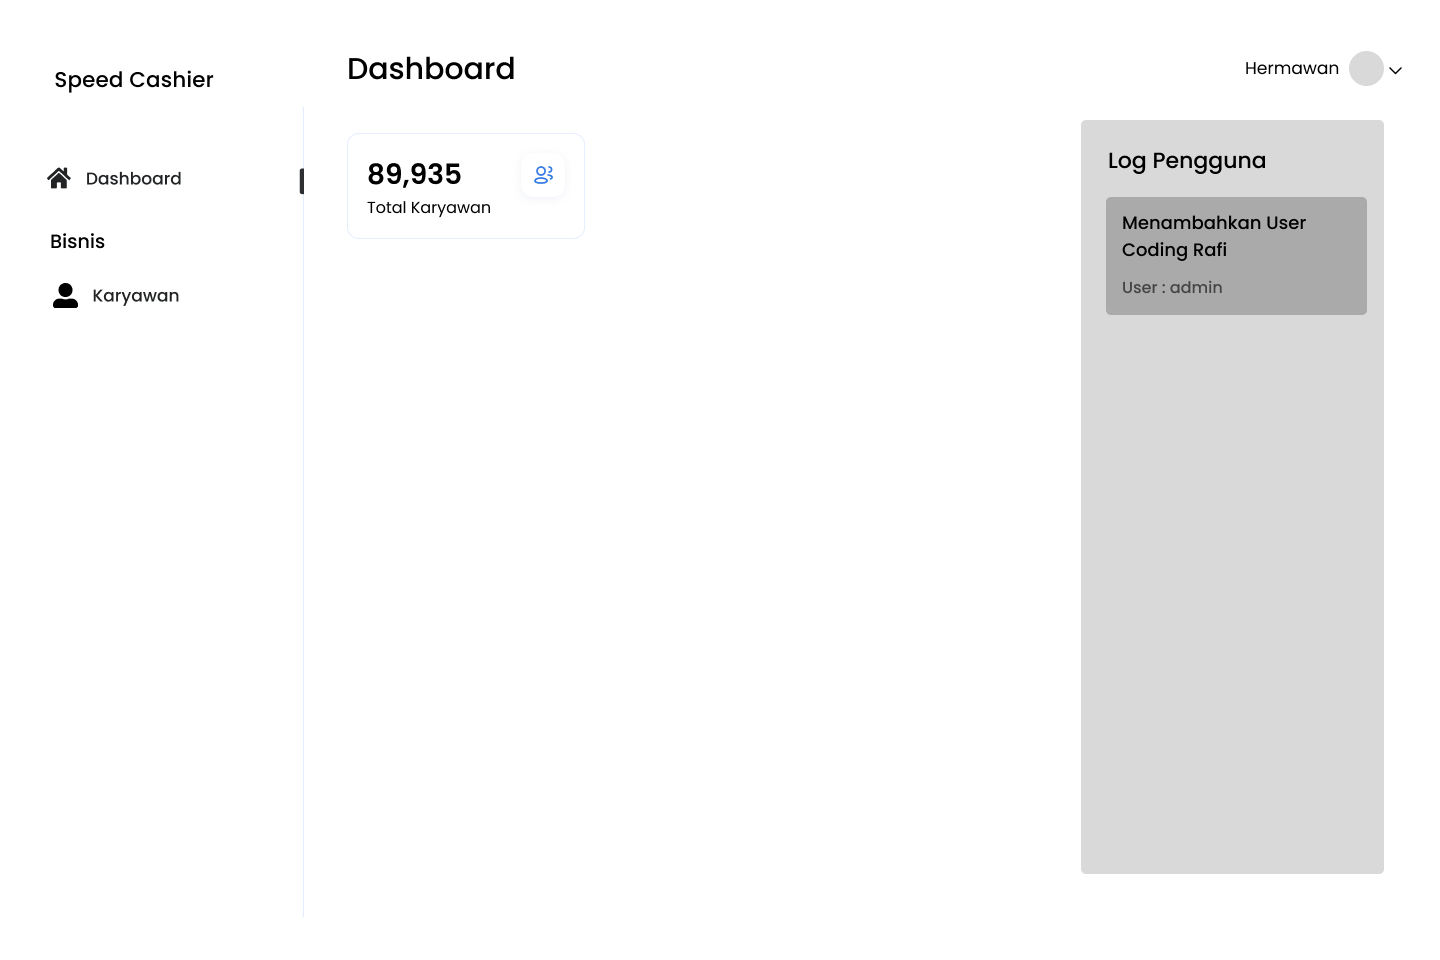 Speed Cashier
Dashboard
Bisnis
Karyawan
Dashboard
Hermawan
89,935
Total Karyawan
Log Pengguna
Menambahkan User
Coding Rafi
User : admin